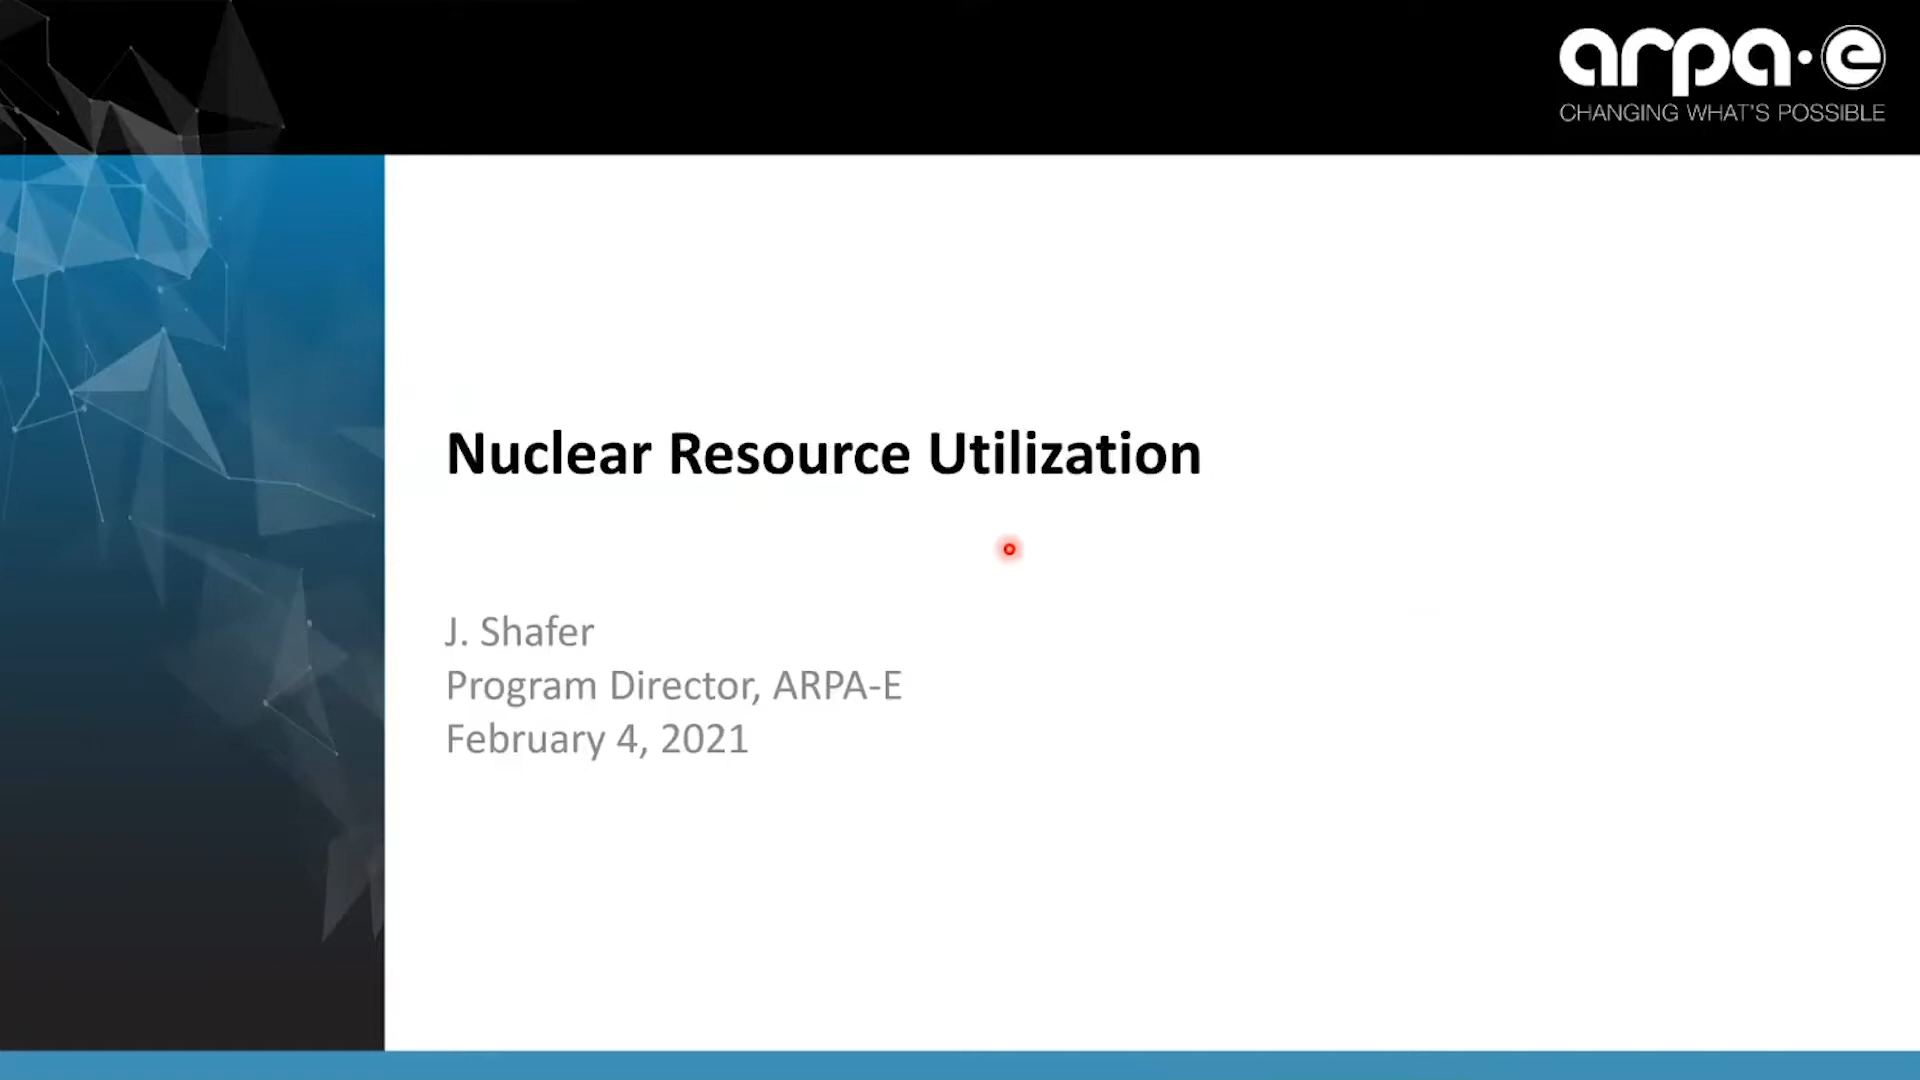 arpa·e
CHANGING WHAT'S POSSIBLE
Nuclear Resource Utilization
J. Shafer
Program Director, ARPA-E
February 4, 2021